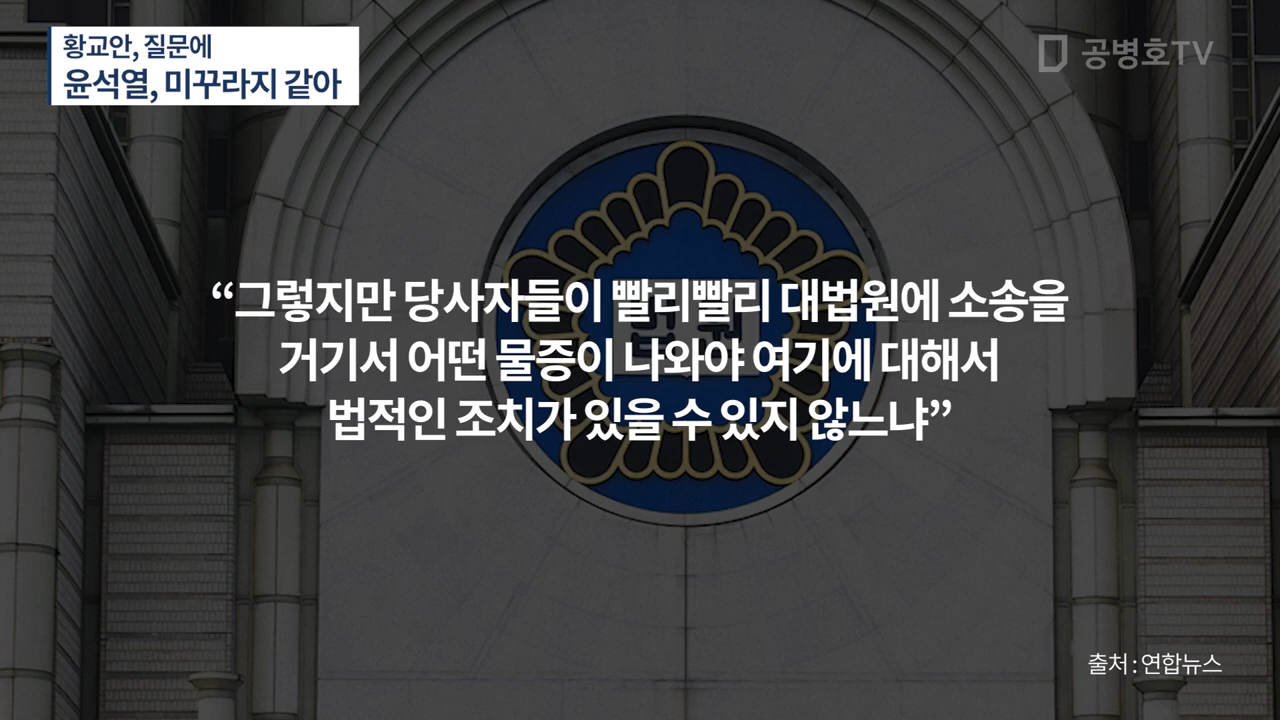 황교안, 질문에
윤석열, 미꾸라지 같아
공병호TV
“그렇지만 당사자들이 빨리빨리 대법원에 소송을
거기서 어떤 물증이 나와야 여기에 대해서
법적인 조치가 있을 수 있지 않느냐”
출처 : 연합뉴스